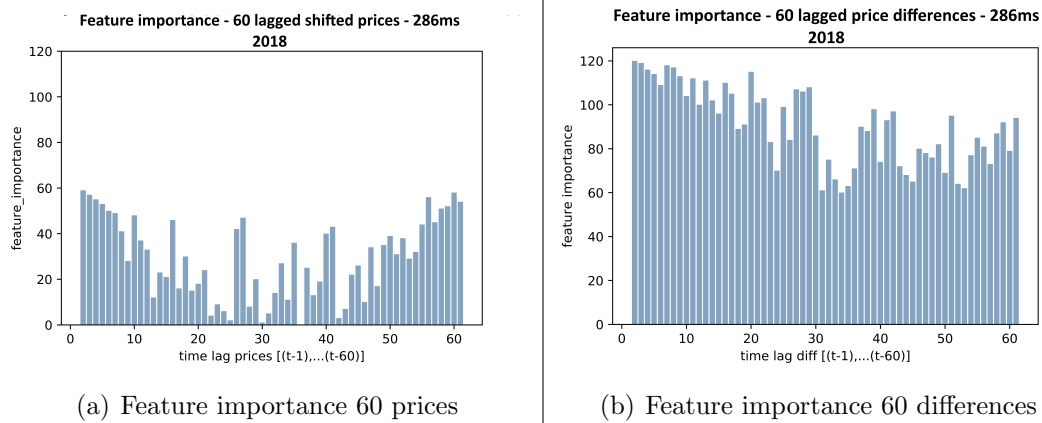 Feature importance - 60 lagged shifted prices - 286ms
2018
120
100
80
60
40
20
0
feature_importance
0 10 20 30 40 50 60
time lag prices [(t-1),...(t-60)]
(a) Feature importance 60 prices
Feature importance - 60 lagged price differences - 286ms
2018
120
100
80
60
40
20
0
feature importance
0 10 20 30 40 50 60
time lag diff [(t-1),...(t-60)]
(b) Feature importance 60 differences